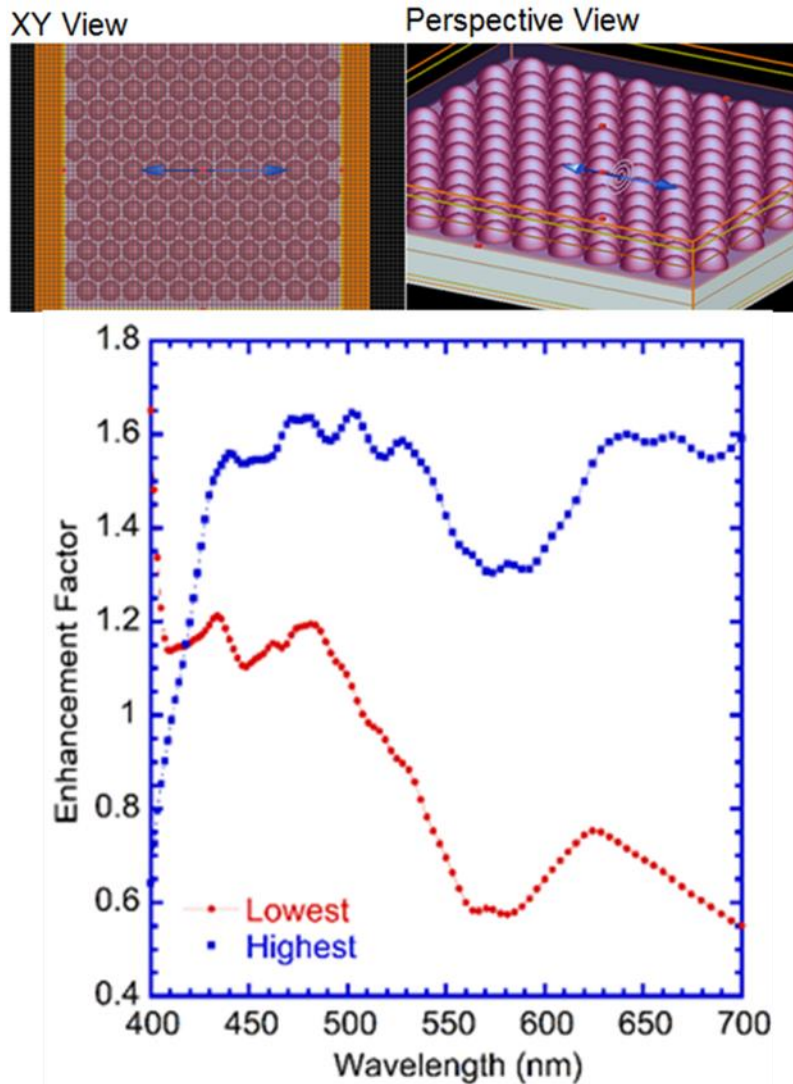 XY View
Perspective View
1.8
1.6
1.4
1.2
1
0.8
0.6
0.4
Enhancement Factor
Lowest
Highest
400 450 500 550 600 650 700
Wavelength (nm)